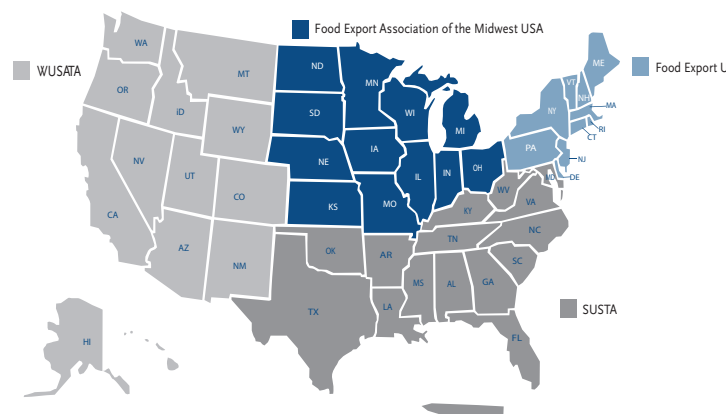 Food Export Association of the Midwest USA
WUSATA
Food Export U
SUSTA
WA
OR
ID
MT
WY
NV
UT
CO
CA
AZ
NM
HI
ND
SD
NE
KS
MN
IA
MO
WI
IL
MI
IN
OH
ME
VT
NH
MA
RI
CT
NY
PA
NJ
DE
MD
WV
VA
KY
NC
TN
SC
OK
AR
TX
LA
MS
AL
GA
FL